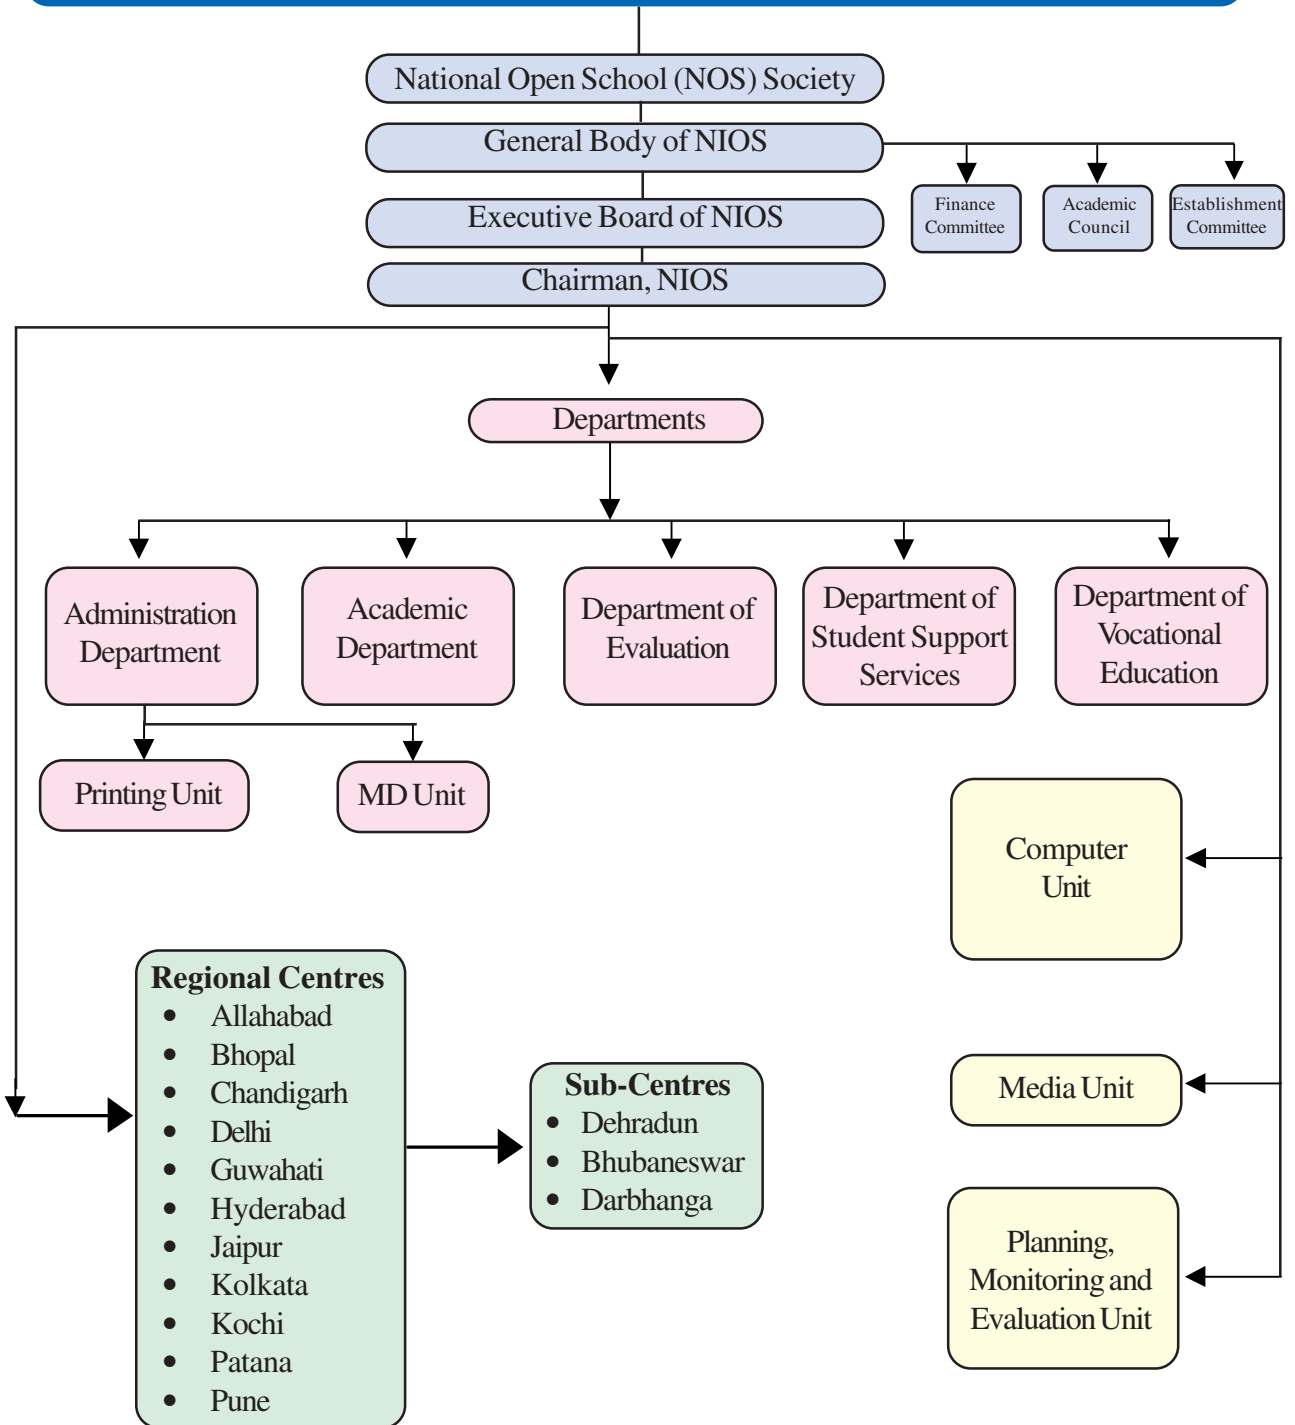 National Open School (NOS) Society
General Body of NIOS
Executive Board of NIOS
Chairman, NIOS
Finance
Committee
Academic
Council
Establishment
Committee
Departments
Administration
Department
Academic
Department
Department of
Evaluation
Department of
Student Support
Services
Department of
Vocational
Education
Printing Unit
MD Unit
Computer
Unit
Media Unit
Planning,
Monitoring and
Evaluation Unit
Regional Centres
• Allahabad
• Bhopal
• Chandigarh
• Delhi
• Guwahati
• Hyderabad
• Jaipur
• Kolkata
• Kochi
• Patana
• Pune
Sub-Centres
• Dehradun
• Bhubaneswar
• Darbhanga